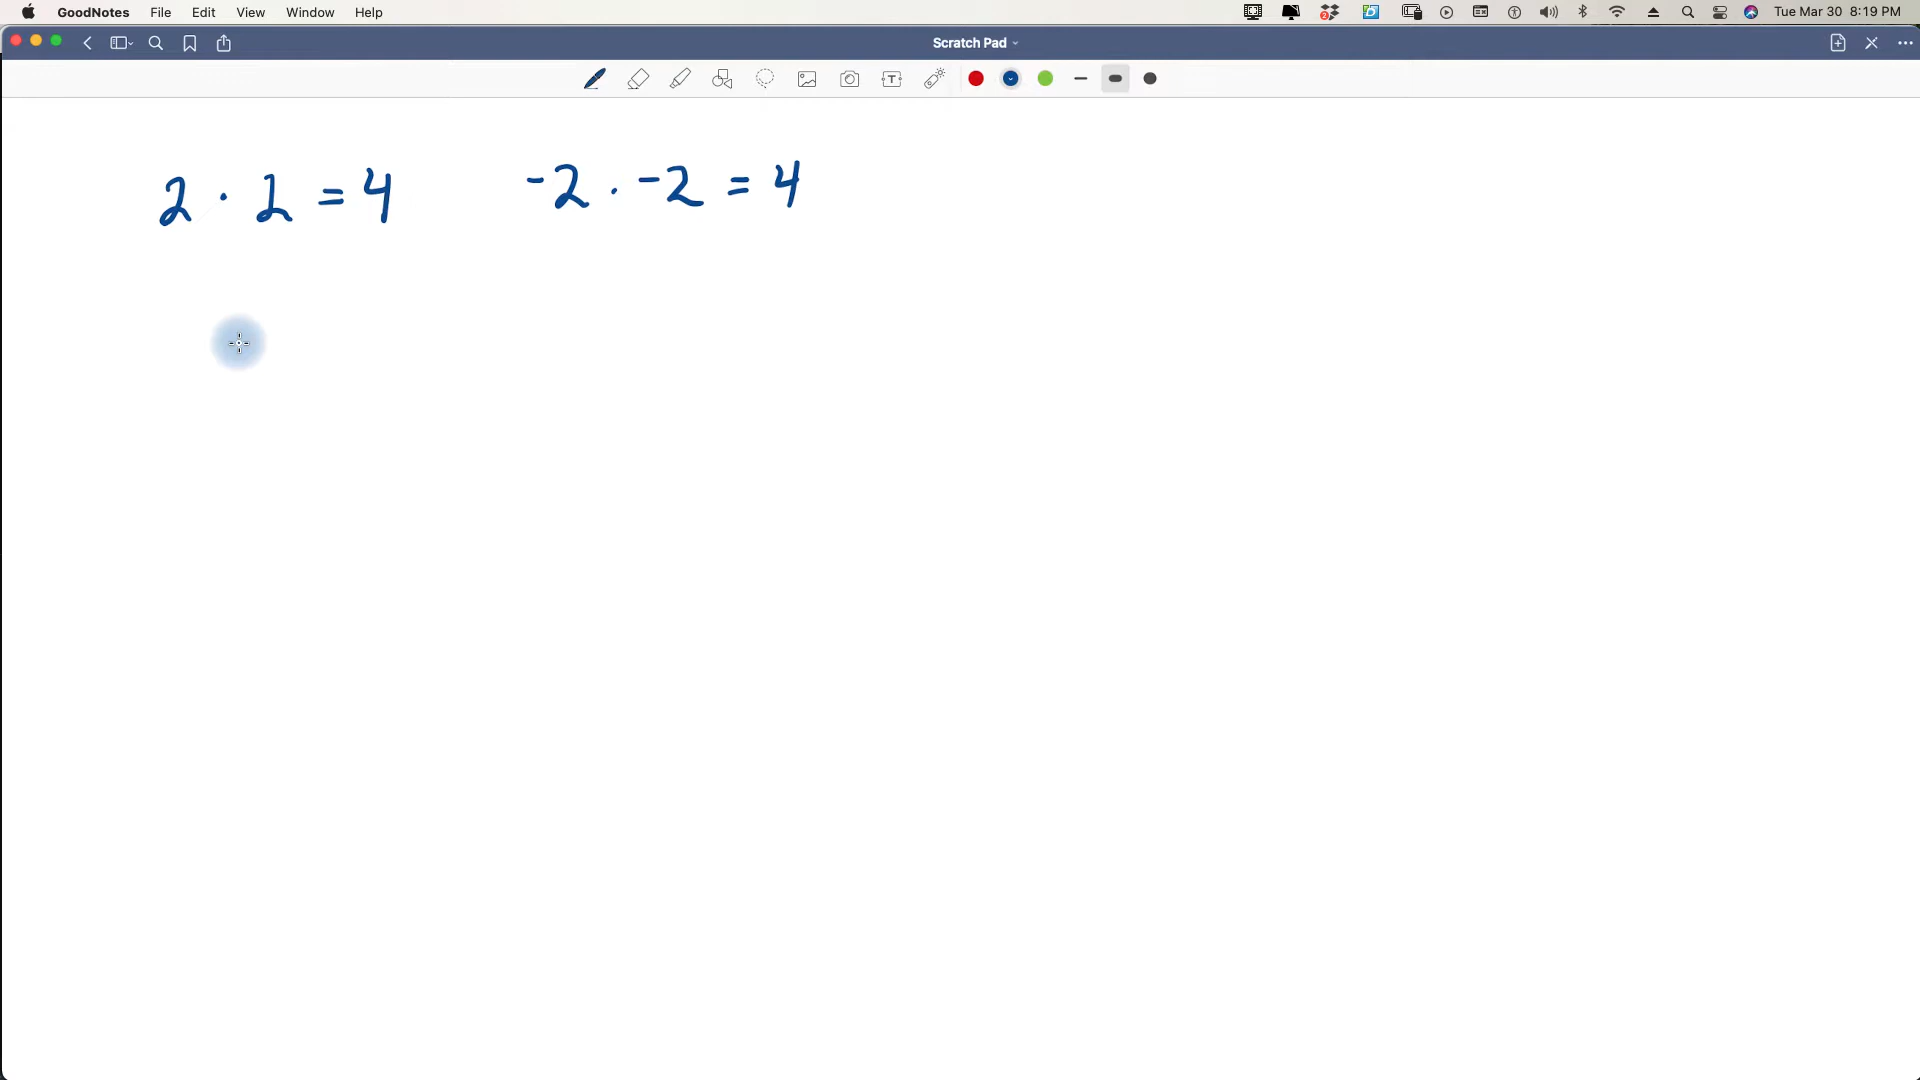 GoodNotes File Edit View Window Help Tue Mar 30 8:19 PM
Scratch Pad
2 · 2 = 4 -2 · -2 = 4